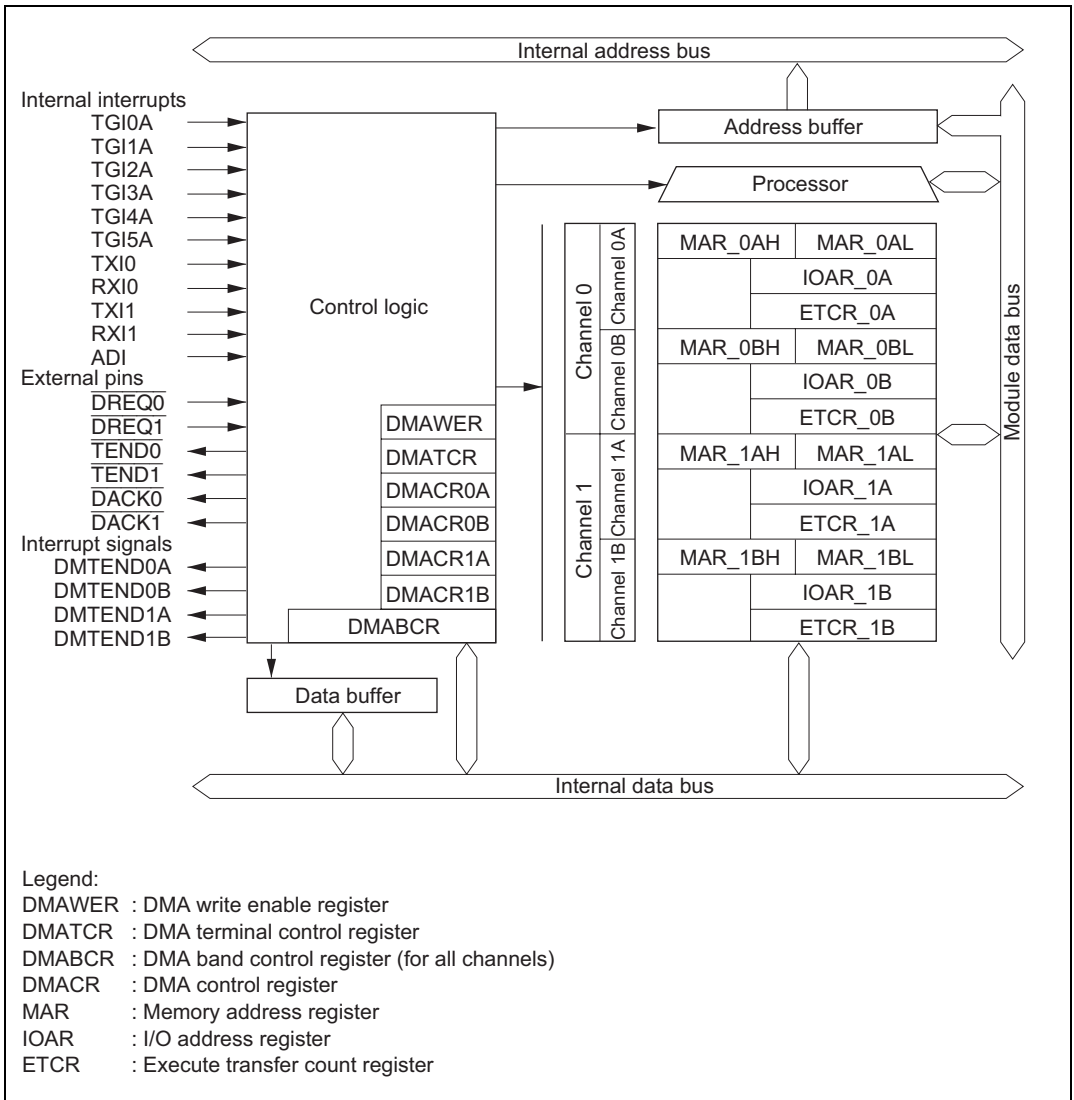 Internal address bus
Internal interrupts
TGI0A
TGI1A
TGI2A
TGI3A
TGI4A
TGI5A
TXI0
RXI0
TXI1
RXI1
ADI
External pins
DREQ0
DREQ1
TEND0
TEND1
DACK0
DACK1
Interrupt signals
DMTEND0A
DMTEND0B
DMTEND1A
DMTEND1B
Control logic
DMAWER
DMATCR
DMACR0A
DMACR0B
DMACR1A
DMACR1B
DMABCR
Data buffer
Address buffer
Processor
Channel 0
Channel 0A
Channel 0B
Channel 1
Channel 1A
Channel 1B
MAR_0AH MAR_0AL
IOAR_0A
ETCR_0A
MAR_0BH MAR_0BL
IOAR_0B
ETCR_0B
MAR_1AH MAR_1AL
IOAR_1A
ETCR_1A
MAR_1BH MAR_1BL
IOAR_1B
ETCR_1B
Module data bus
Internal data bus
Legend:
DMAWER : DMA write enable register
DMATCR : DMA terminal control register
DMABCR : DMA band control register (for all channels)
DMACR : DMA control register
MAR : Memory address register
IOAR : I/O address register
ETCR : Execute transfer count register